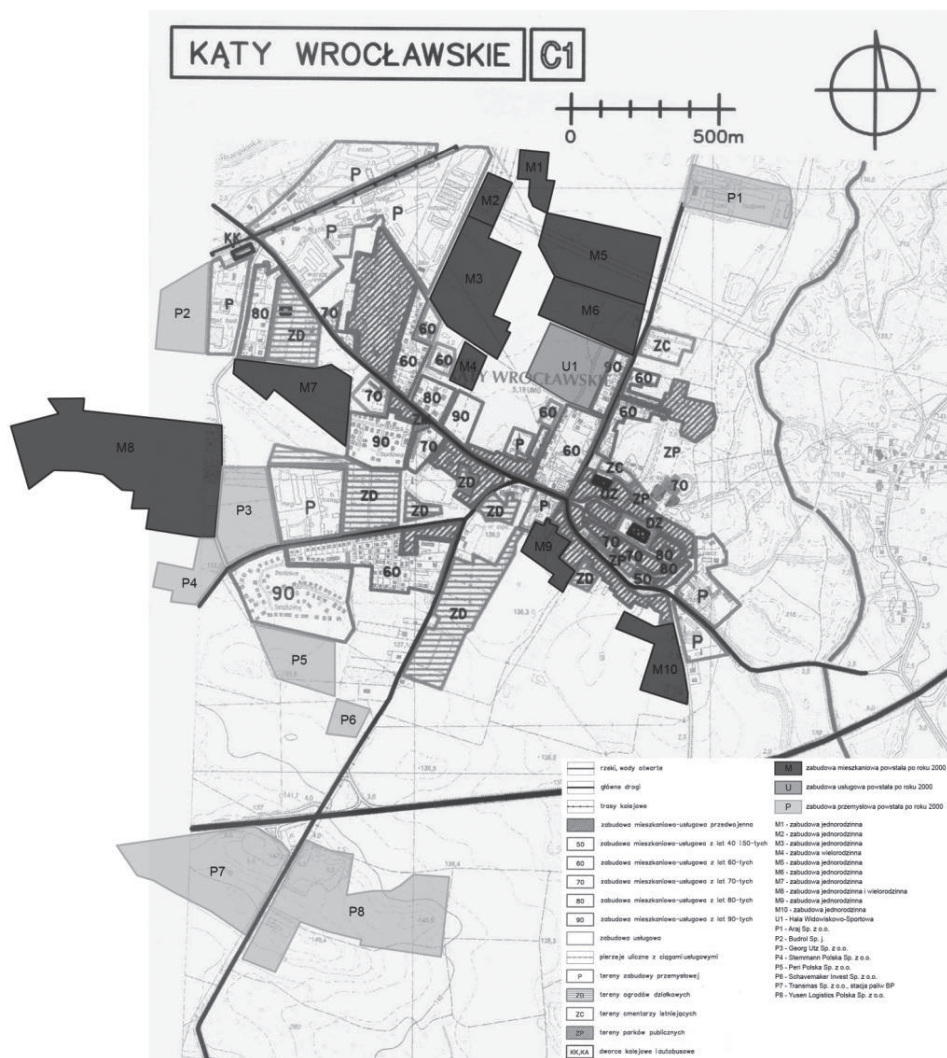 KĄTY WROCŁAWSKIE C1
0 500m
M1
M2
P1
P
P
P
P
KK
M5
M3
M6
P2
P
80
ZD
70
60
ZC
U1
90
60
M4
60
KĄTY WROCŁAWSKIE
M7
70
60
80
90
60
60
60
ZP
90
70
P
ZC
70
M8
ZD
DZ
ZP
P3
P
ZD
ZD
ZD
P
DZ
M9
70
70
80
80
ZP
50
ZD
P4
60
90
ZD
P
P
P5
M10
P6
P7
P8
rzeki, wody otwarte
główne drogi
trasy kolejowe
zabudowa mieszkaniowo-usługowa przedwojenna
50 zabudowa mieszkaniowo-usługowa z lat 40 i 50-tych
60 zabudowa mieszkaniowo-usługowa z lat 60-tych
70 zabudowa mieszkaniowo-usługowa z lat 70-tych
80 zabudowa mieszkaniowo-usługowa z lat 80-tych
90 zabudowa mieszkaniowo-usługowa z lat 90-tych
zabudowa usługowa
pierzeje uliczne z ciągami usługowymi
P tereny zabudowy przemysłowej
ZD tereny ogrodów działkowych
ZC tereny cmentarzy istniejących
ZP tereny parków publicznych
KK,KA dworce kolejowe i autobusowe
M zabudowa mieszkaniowa powstała po roku 2000
U zabudowa usługowa powstała po roku 2000
P zabudowa przemysłowa powstała po roku 2000
M1 - zabudowa jednorodzinna
M2 - zabudowa jednorodzinna
M3 - zabudowa jednorodzinna
M4 - zabudowa wielorodzinna
M5 - zabudowa jednorodzinna
M6 - zabudowa jednorodzinna
M7 - zabudowa jednorodzinna
M8 - zabudowa jednorodzinna i wielorodzinna
M9 - zabudowa jednorodzinna
M10 - zabudowa jednorodzinna
U1 - Hala Widowiskowo-Sportowa
P1 - Araj Sp. z o.o.
P2 - Budrol Sp. j.
P3 - Georg Utz Sp. z o.o.
P4 - Stemmann Polska Sp. z o.o.
P5 - Peri Polska Sp. z o.o.
P6 - Schavemaker Invest Sp. z o.o.
P7 - Transmas Sp. z o.o., stacja paliw BP
P8 - Yusen Logistics Polska Sp. z o.o.